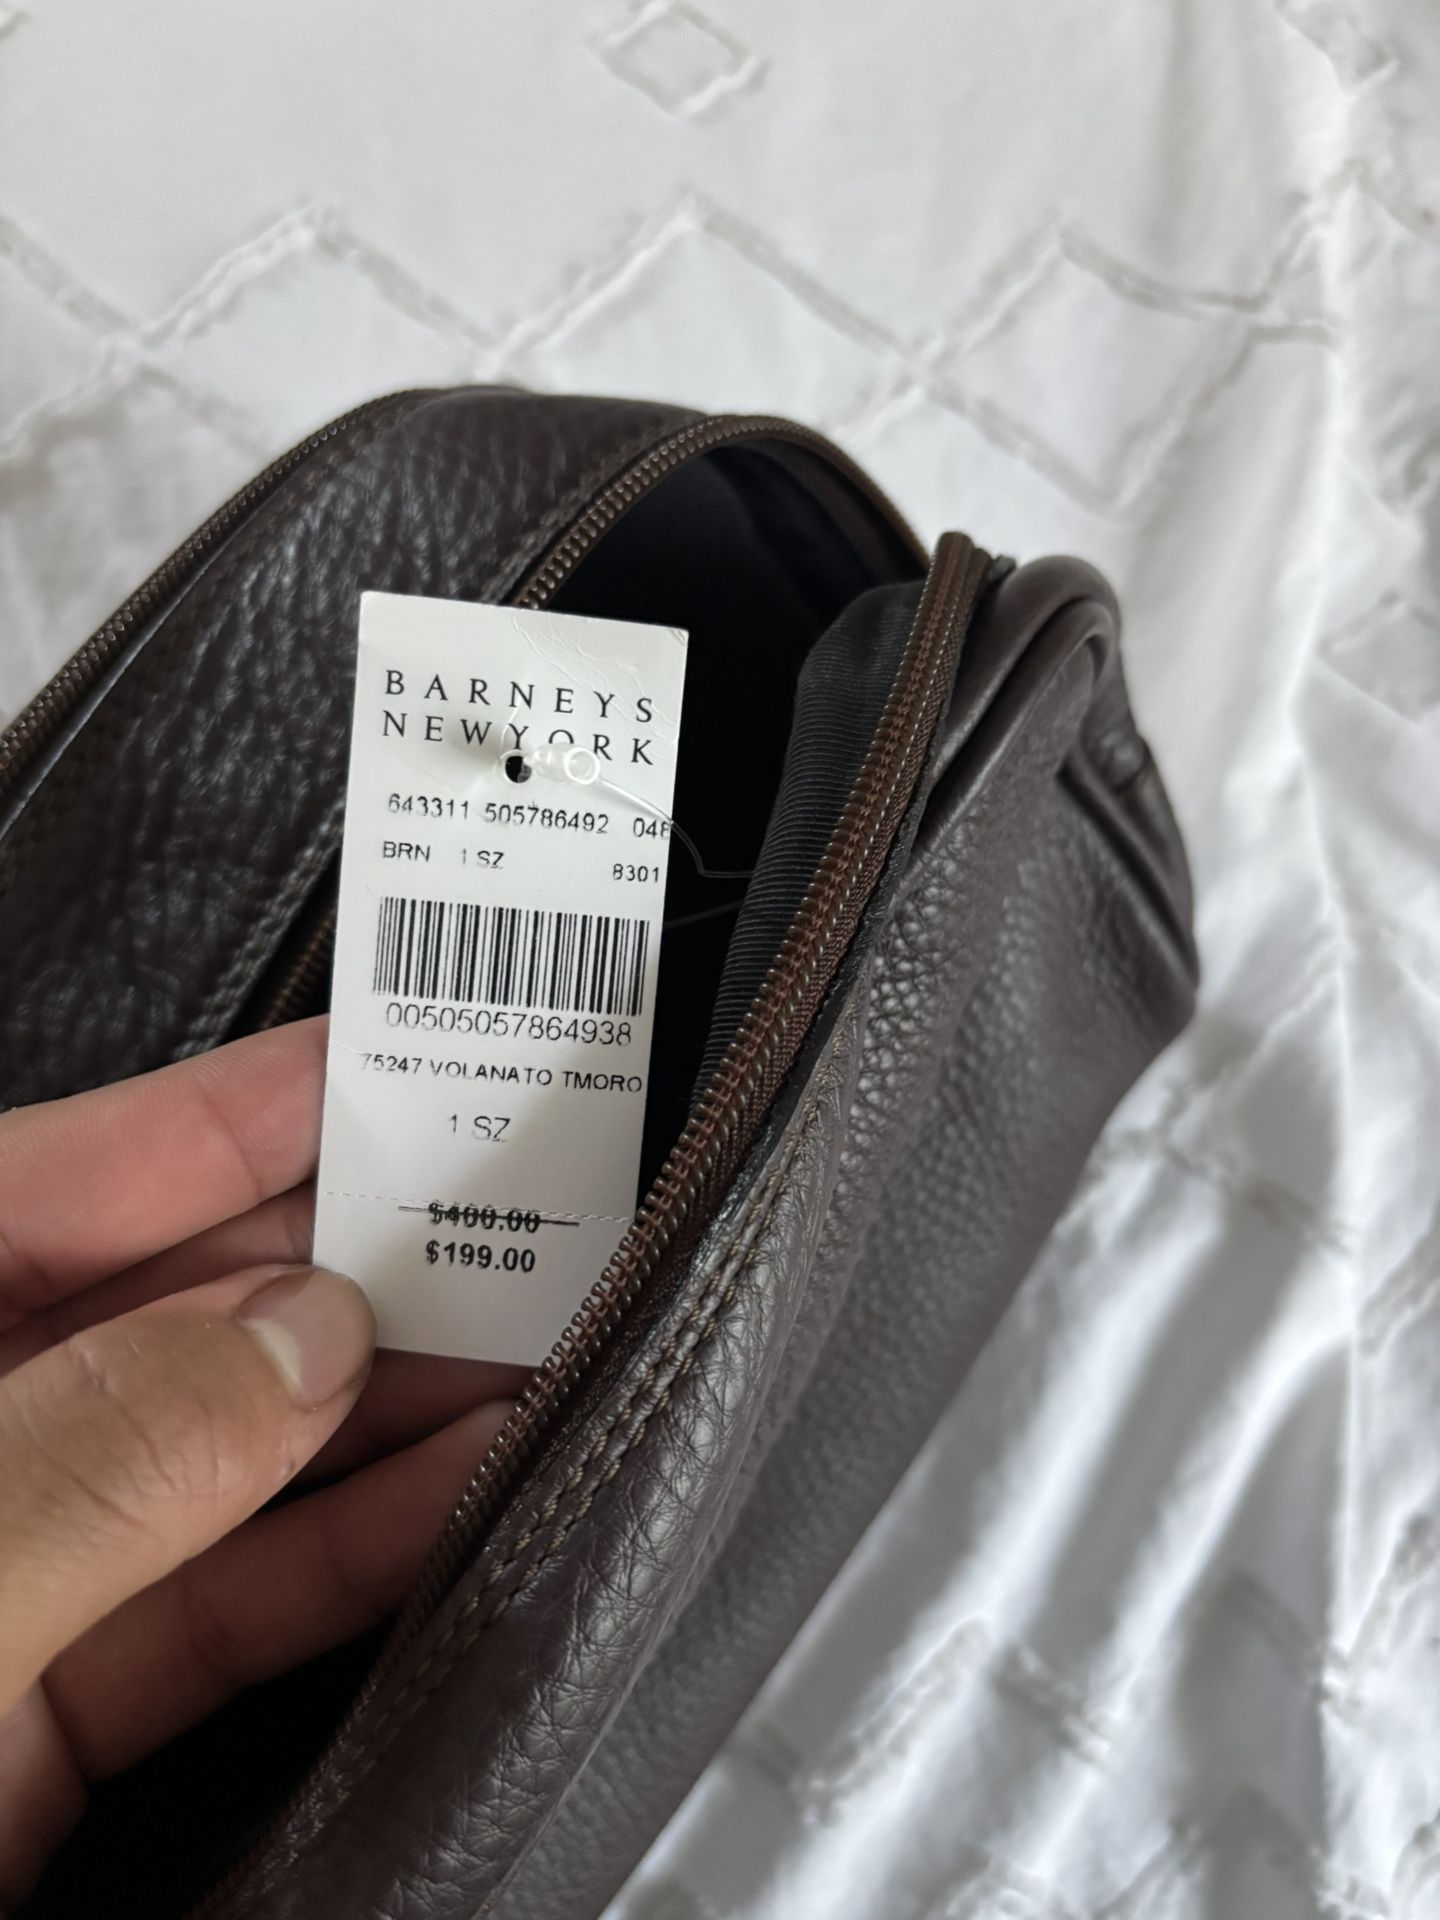 BARNEYS
NEWYORK
643311 505786492 048
BRN 1 SZ 8301
00505057864938
75247 VOLANATO TMORO
1 SZ
$400.00
$199.00